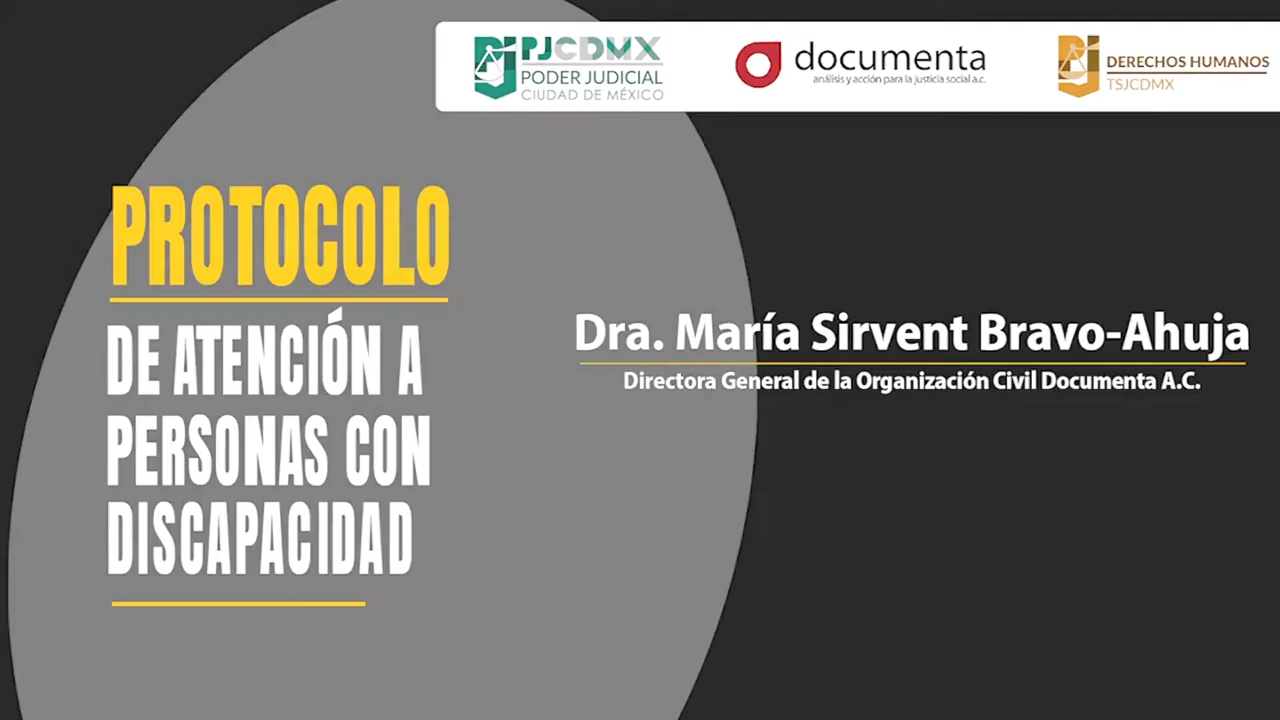 PJCDMX
PODER JUDICIAL
CIUDAD DE MÉXICO
documenta
análisis y acción para la justicia social a.c.
DERECHOS HUMANOS
TSJCDMX
PROTOCOLO
DE ATENCIÓN A
PERSONAS CON
DISCAPACIDAD
Dra. María Sirvent Bravo-Ahuja
Directora General de la Organización Civil Documenta A.C.